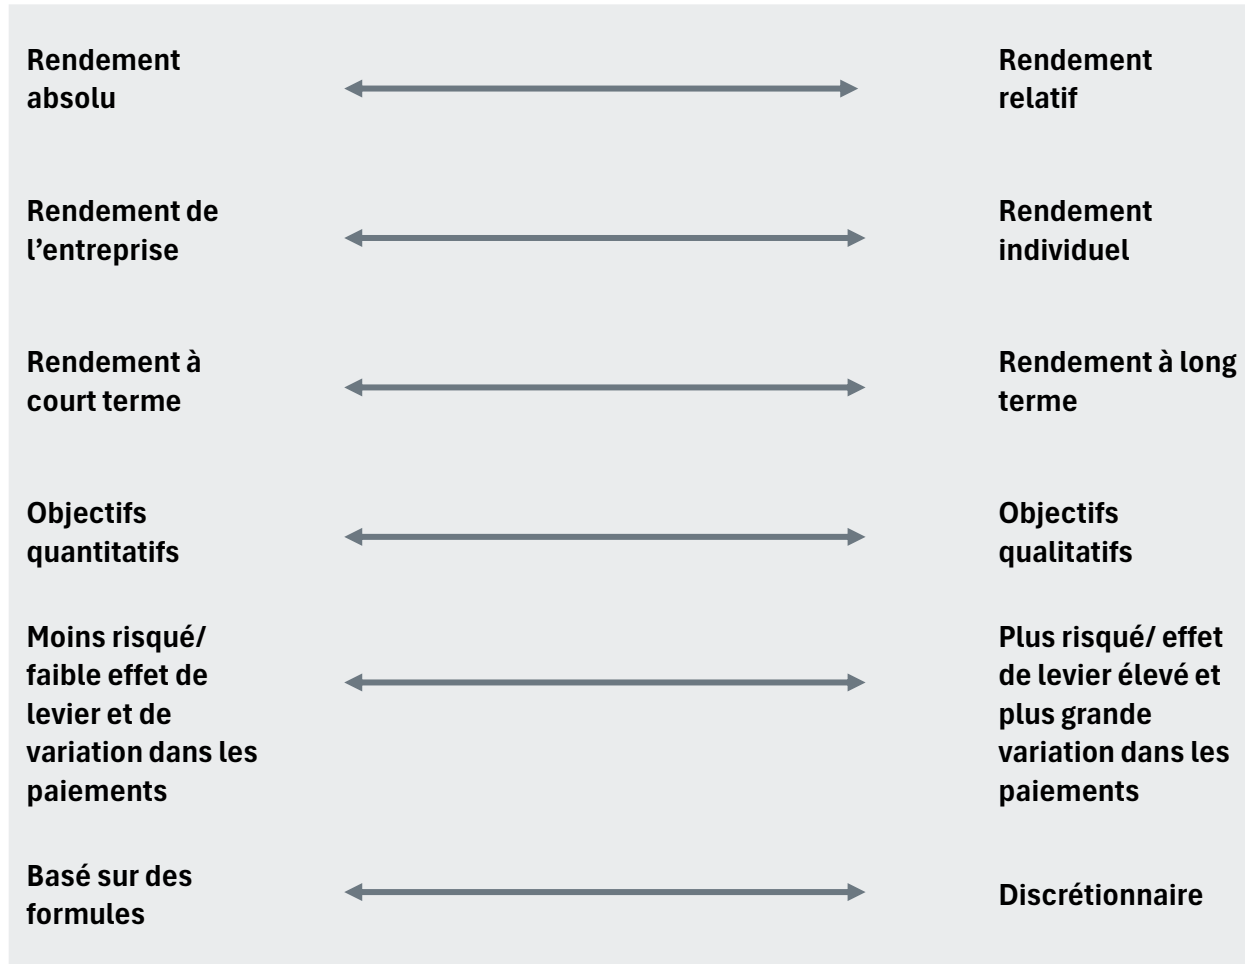 Rendement
absolu
Rendement
relatif
Rendement de
l’entreprise
Rendement
individuel
Rendement à
court terme
Rendement à long
terme
Objectifs
quantitatifs
Objectifs
qualitatifs
Moins risqué/
faible effet de
levier et de
variation dans les
paiements
Plus risqué/ effet
de levier élevé et
plus grande
variation dans les
paiements
Basé sur des
formules
Discrétionnaire